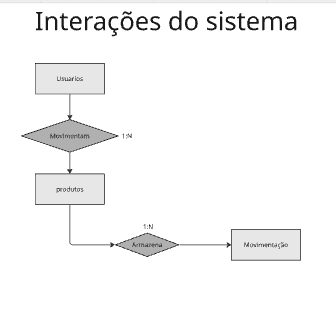 Interações do sistema
Usuarios
Movimentam
1:N
produtos
1:N
Armazena
Movimentação